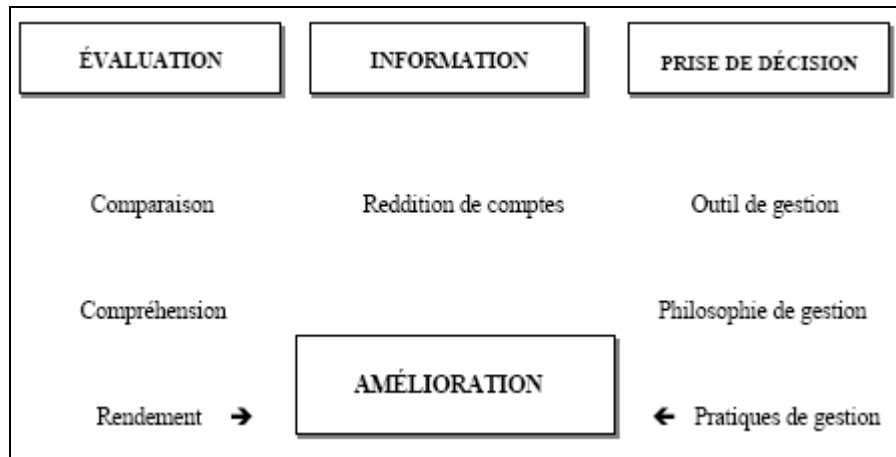 ÉVALUATION
INFORMATION
PRISE DE DÉCISION
Comparaison
Reddition de comptes
Outil de gestion
Compréhension
Philosophie de gestion
AMÉLIORATION
Rendement →
← Pratiques de gestion